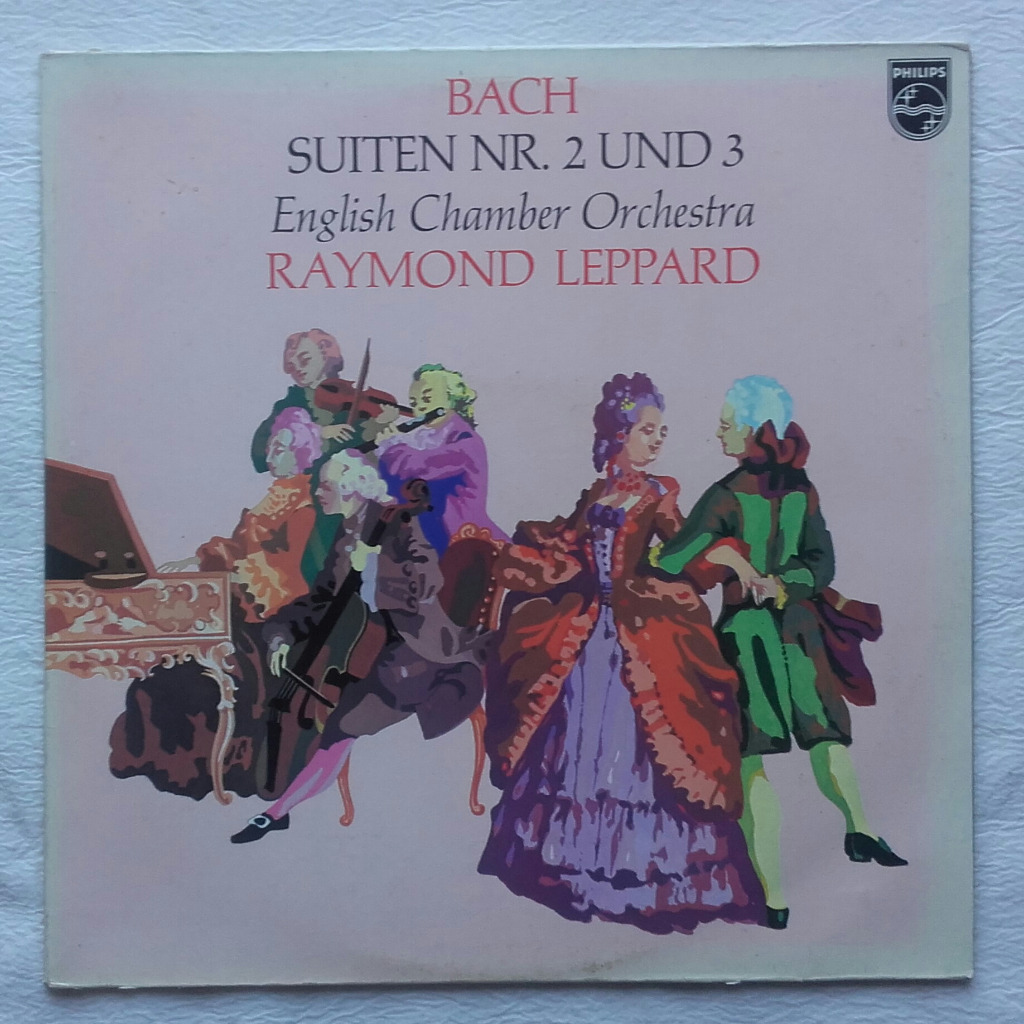 PHILIPS
BACH
SUITEN NR. 2 UND 3
English Chamber Orchestra
RAYMOND LEPPARD